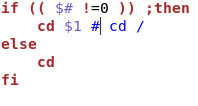 if (( $# !=0 )) ;then
    cd $1 # cd /
else
    cd
fi